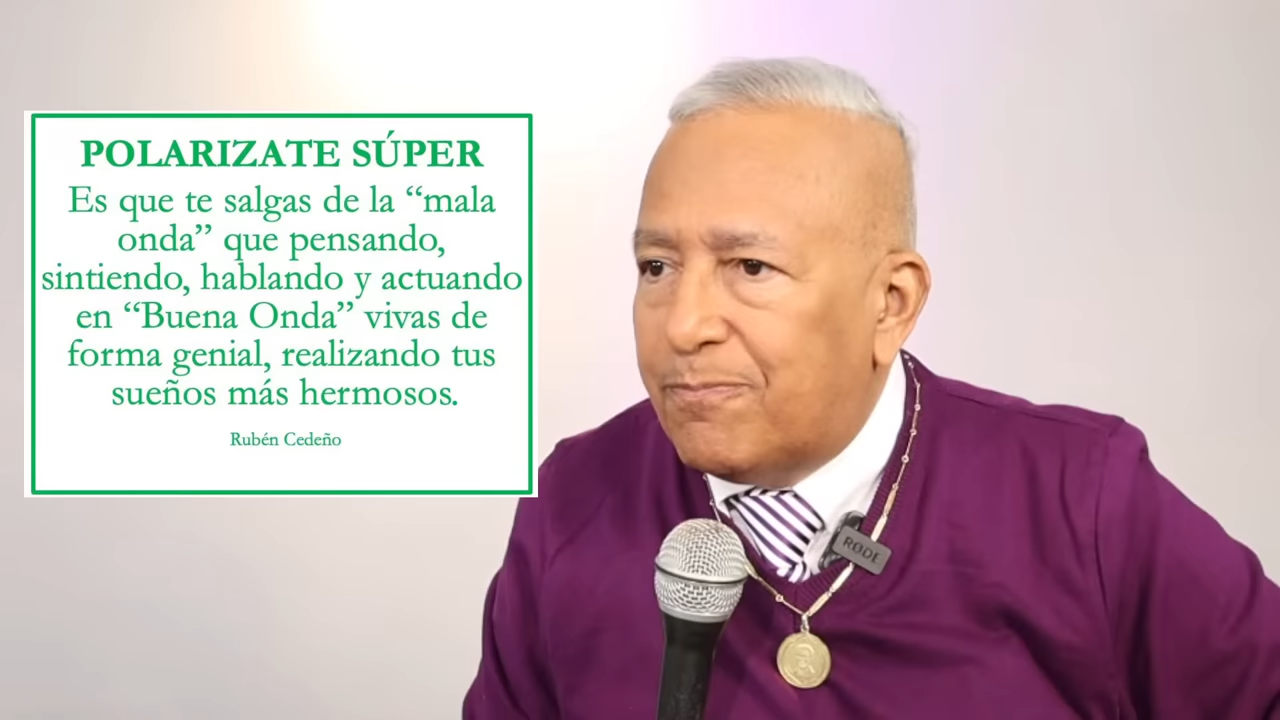 POLARIZATE SÚPER
Es que te salgas de la “mala
onda” que pensando,
sintiendo, hablando y actuando
en “Buena Onda” vivas de
forma genial, realizando tus
sueños más hermosos.
Rubén Cedeño
RØDE